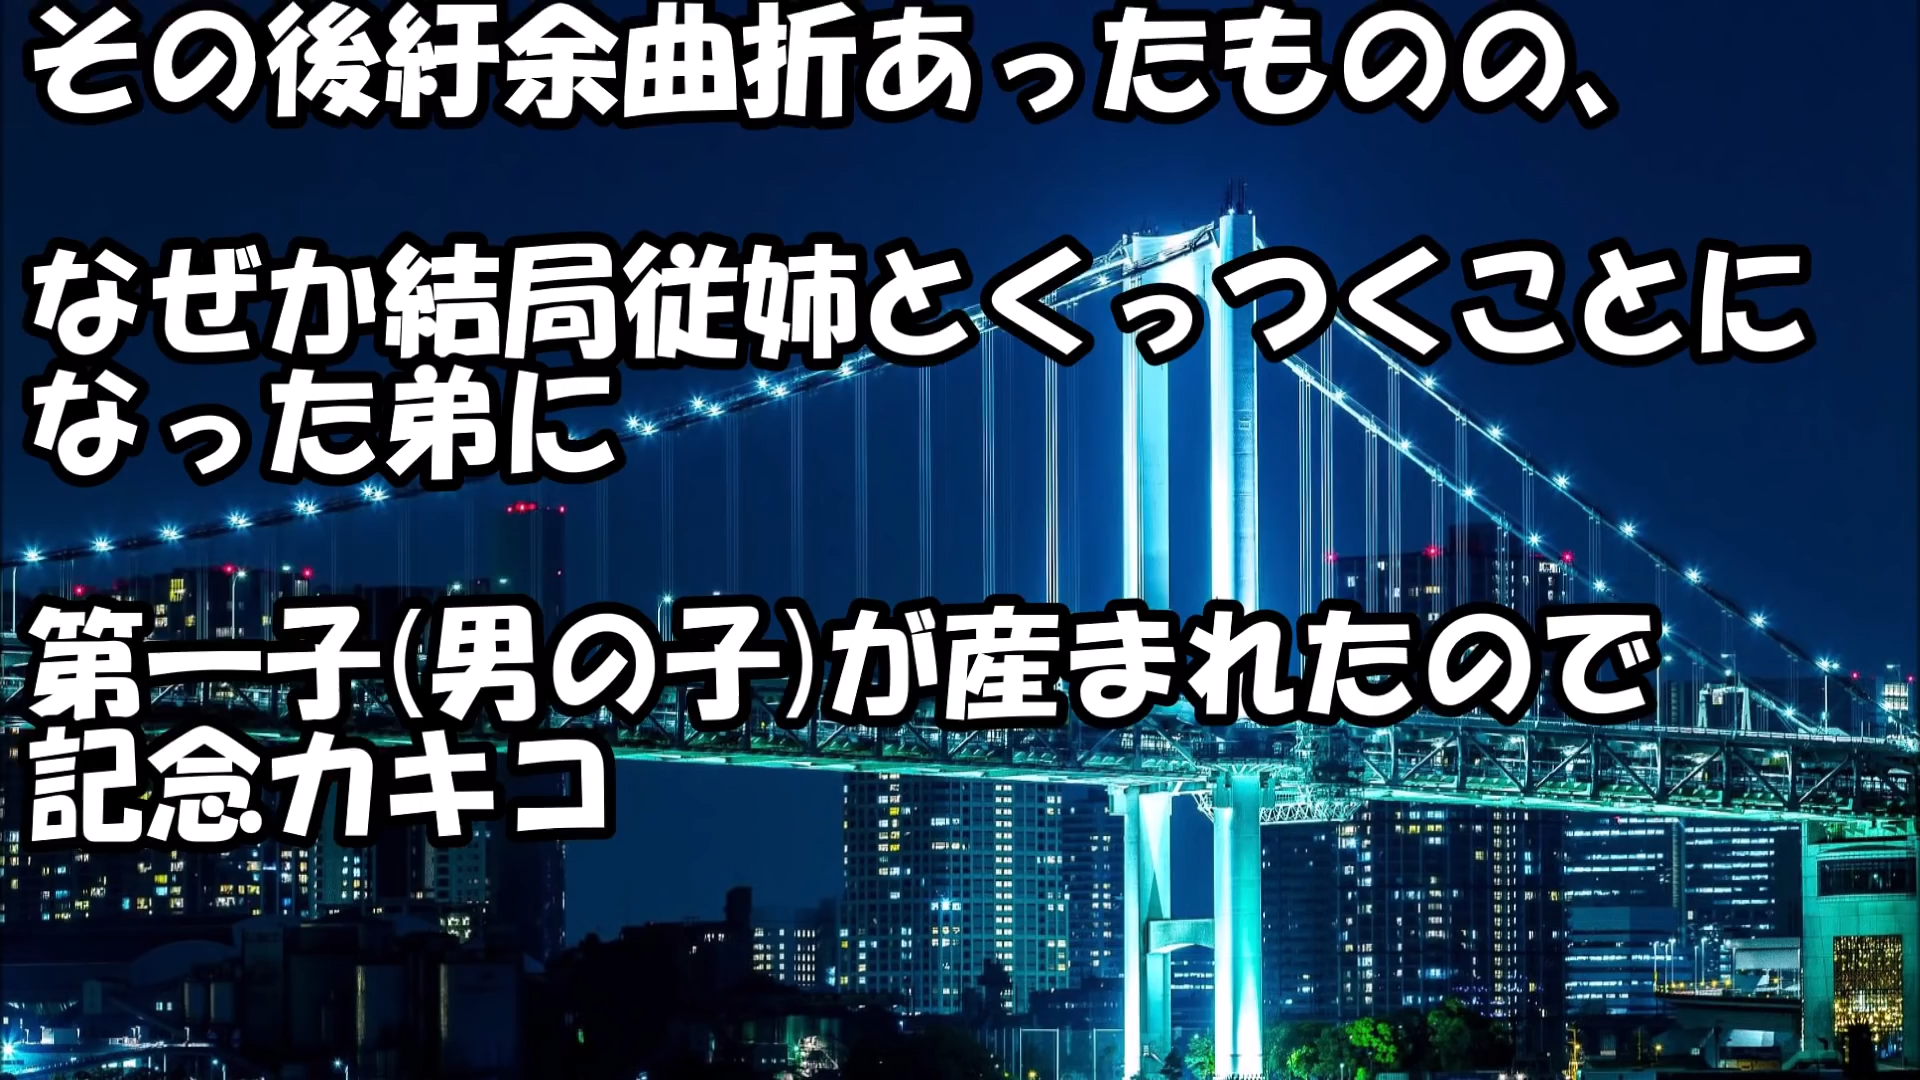 その後紆余曲折あったものの、
なぜか結局従姉とくっつくことに
なった弟に
第一子(男の子)が産まれたので
記念カキコ